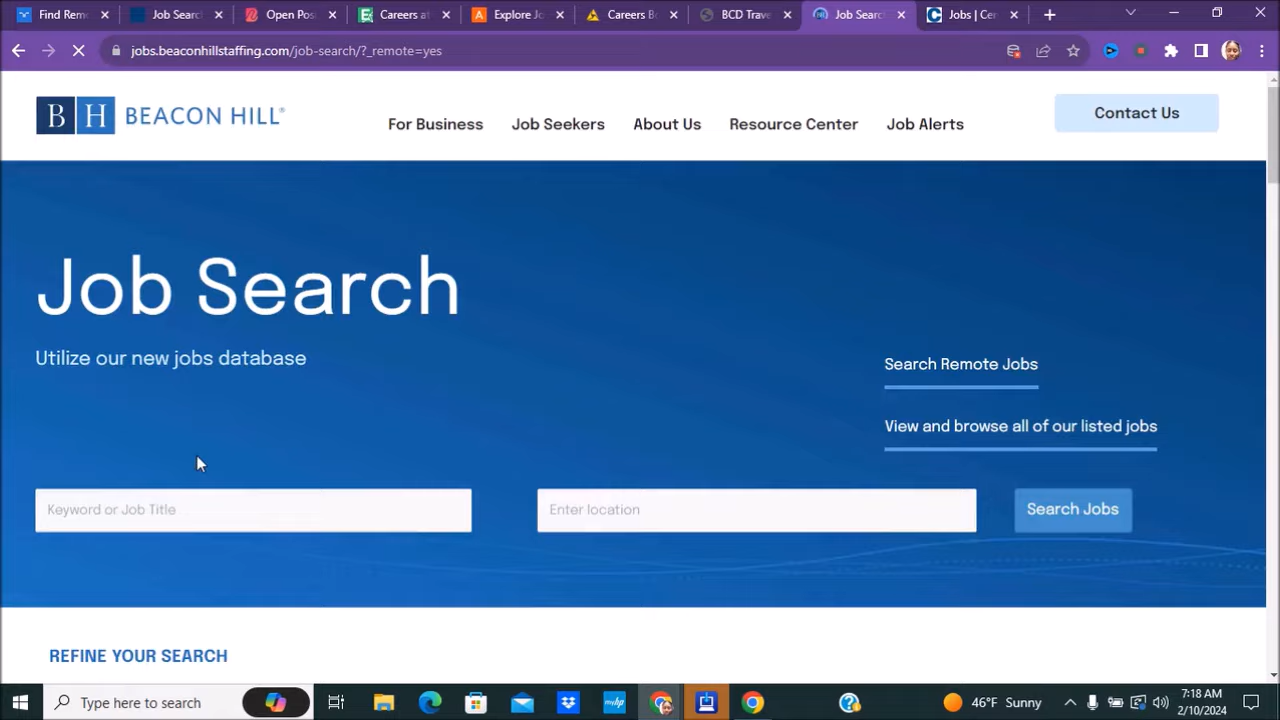 Find Rem
Job Search
Open Pos
Careers at
Explore Jo
Careers B
BCD Trave
Job Searc
Jobs | Cer
jobs.beaconhillstaffing.com/job-search/?_remote=yes
BH BEACON HILL
For Business
Job Seekers
About Us
Resource Center
Job Alerts
Contact Us
Job Search
Utilize our new jobs database
Search Remote Jobs
View and browse all of our listed jobs
Keyword or Job Title
Enter location
Search Jobs
REFINE YOUR SEARCH
Type here to search
46°F Sunny
7:18 AM
2/10/2024